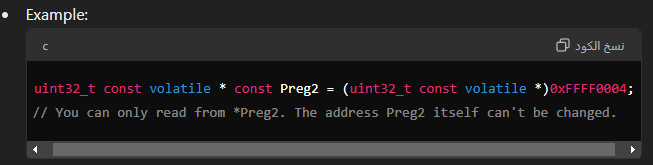 • Example:
c نسخ الكود
uint32_t const volatile * const Preg2 = (uint32_t const volatile *)0xFFFF0004;
// You can only read from *Preg2. The address Preg2 itself can't be changed.